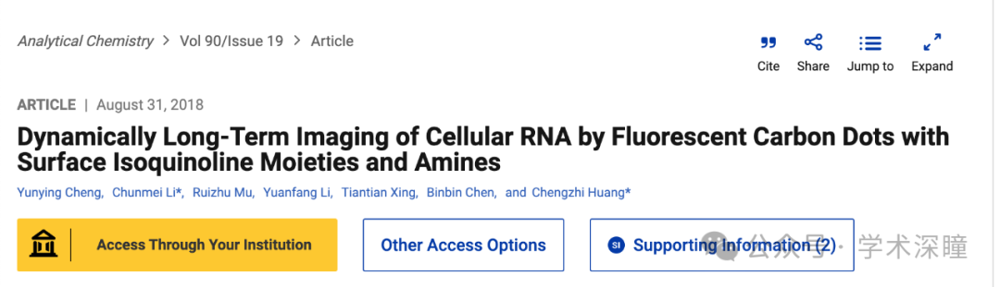 Analytical Chemistry > Vol 90/Issue 19 > Article
Cite Share Jump to Expand
ARTICLE | August 31, 2018
Dynamically Long-Term Imaging of Cellular RNA by Fluorescent Carbon Dots with
Surface Isoquinoline Moieties and Amines
Yunying Cheng, Chunmei Li*, Ruizhu Mu, Yuanfang Li, Tiantian Xing, Binbin Chen, and Chengzhi Huang*
Access Through Your Institution
Other Access Options
SI Supporting Information (2)
公众号 · 学术深瞳